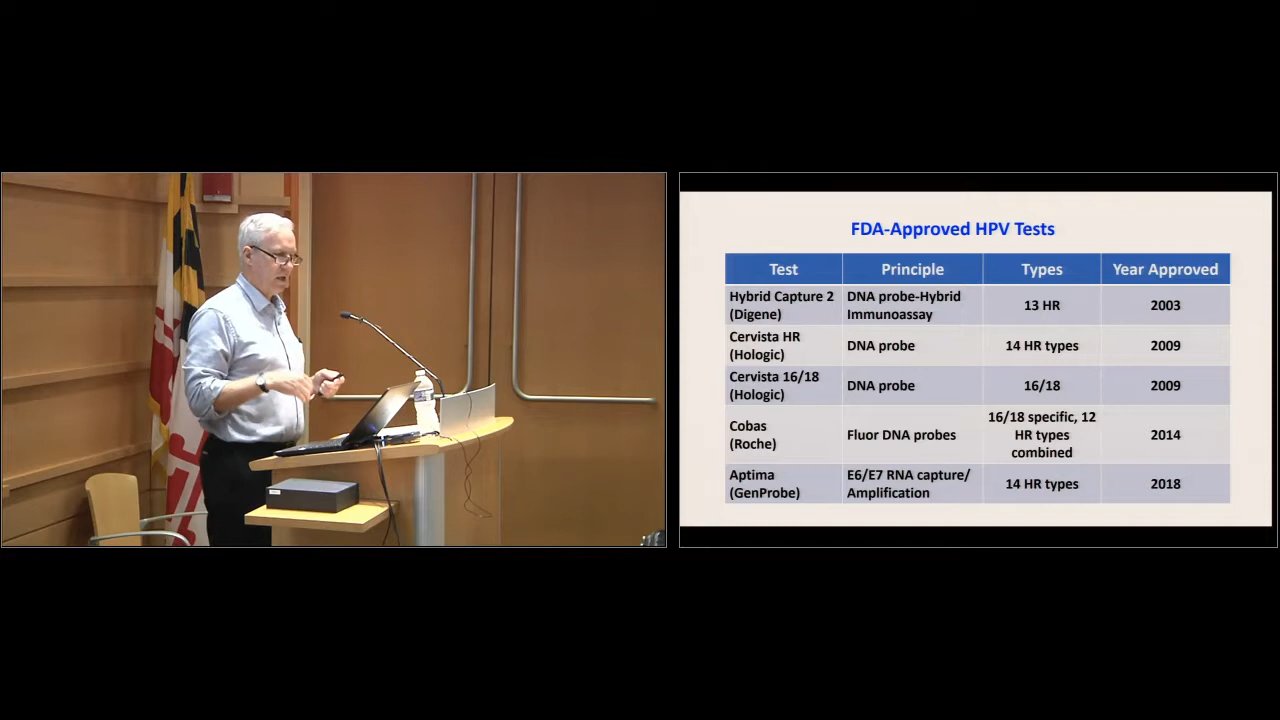 FDA-Approved HPV Tests
Test Principle Types Year Approved
Hybrid Capture 2 (Digene) DNA probe-Hybrid Immunoassay 13 HR 2003
Cervista HR (Hologic) DNA probe 14 HR types 2009
Cervista 16/18 (Hologic) DNA probe 16/18 2009
Cobas (Roche) Fluor DNA probes 16/18 specific, 12 HR types combined 2014
Aptima (GenProbe) E6/E7 RNA capture/ Amplification 14 HR types 2018